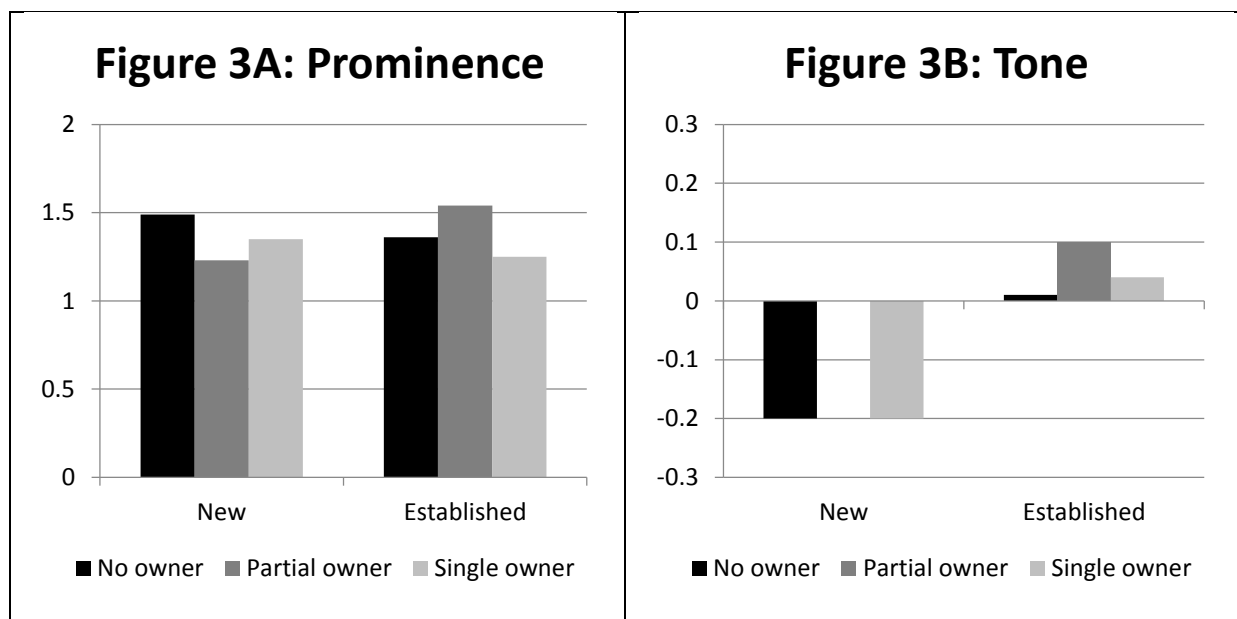 Figure 3A: Prominence
2
1.5
1
0.5
0
New Established
No owner Partial owner Single owner
Figure 3B: Tone
0.3
0.2
0.1
0
-0.1
-0.2
-0.3
New Established
No owner Partial owner Single owner